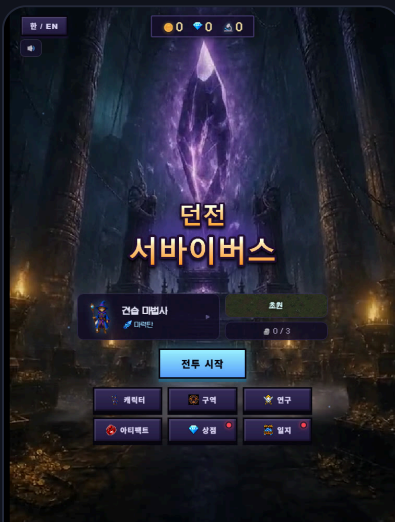 한 / EN
0 0 0
던전
서바이버스
견습 마법사
마력탄
초원
0 / 3
전투 시작
캐릭터 구역 연구
아티팩트 상점 일지